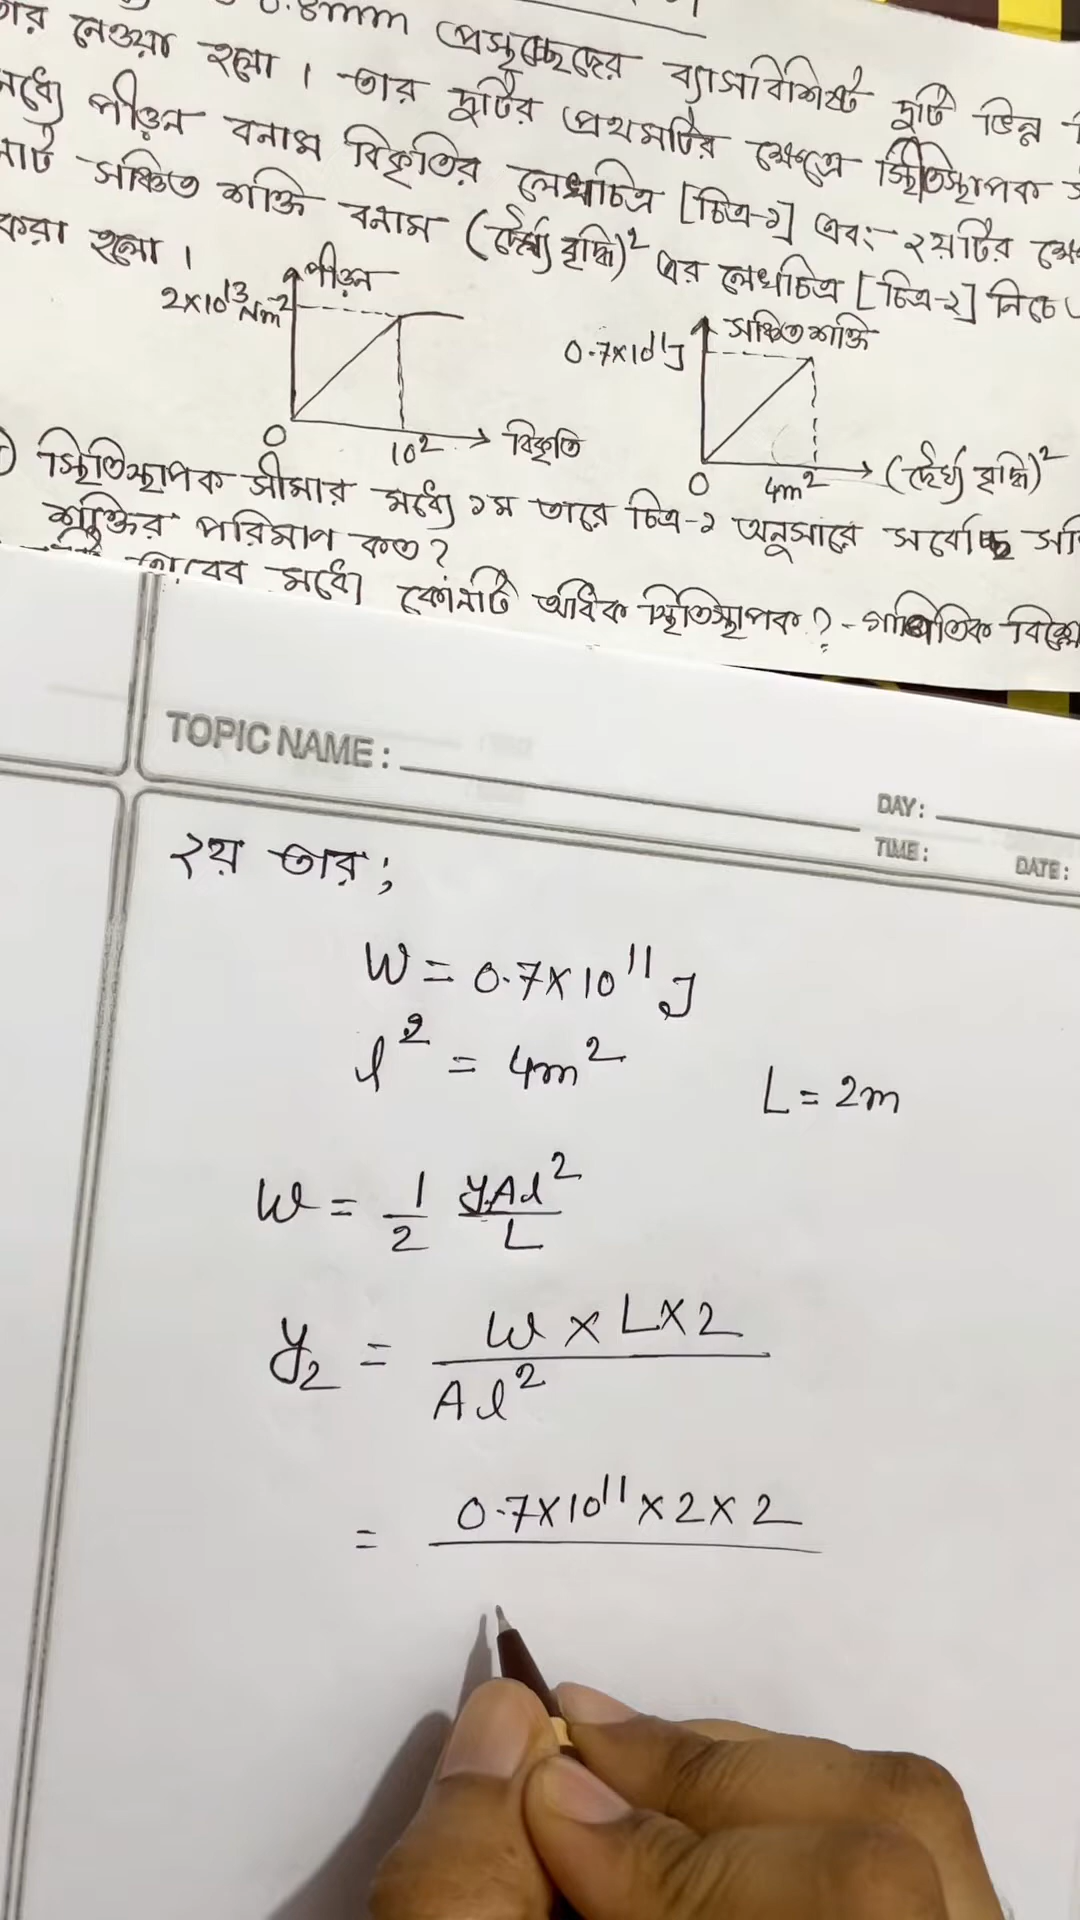 0.8mm প্রস্থচ্ছেদের ব্যাসবিশিষ্ট দুটি ভিন্ন
তার নেওয়া হলো। তার দুটির প্রথমটির ক্ষেত্রে স্থিতিস্থাপক
মধ্যে পীড়ন বনাম বিকৃতির লেখচিত্র [চিত্র-১] এবং ২য়টির
সঞ্চিত শক্তি বনাম (দৈর্ঘ্য বৃদ্ধি)² এর লেখচিত্র [চিত্র-২] নিচে
করা হলো।
পীড়ন
2×10¹³Nm⁻²
0
10²
বিকৃতি
সঞ্চিত শক্তি
0.7×10¹¹J
0
4m²
(দৈর্ঘ্য বৃদ্ধি)²
স্থিতিস্থাপক সীমার মধ্যে ১ম তারে চিত্র-১ অনুসারে সর্বোচ্চ
শক্তির পরিমাণ কত?
তারের মধ্যে কোনটি অধিক স্থিতিস্থাপক? - গাণিতিক
TOPIC NAME :
DAY :
TIME :
DATE :
২য় তার;
W = 0.7×10¹¹ J
l² = 4m²
L = 2m
W = 1/2 YAl²/L
Y₂ = W × L×2 / Al²
= 0.7×10¹¹ × 2 × 2